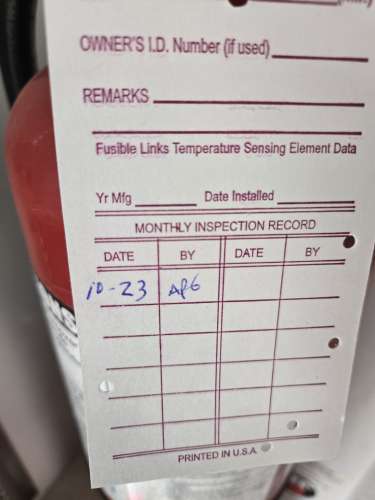 OWNER'S I.D. Number (if used)
REMARKS
Fusible Links Temperature Sensing Element Data
Yr Mfg Date Installed
MONTHLY INSPECTION RECORD
DATE BY DATE BY
10-23 APG
PRINTED IN U.S.A.